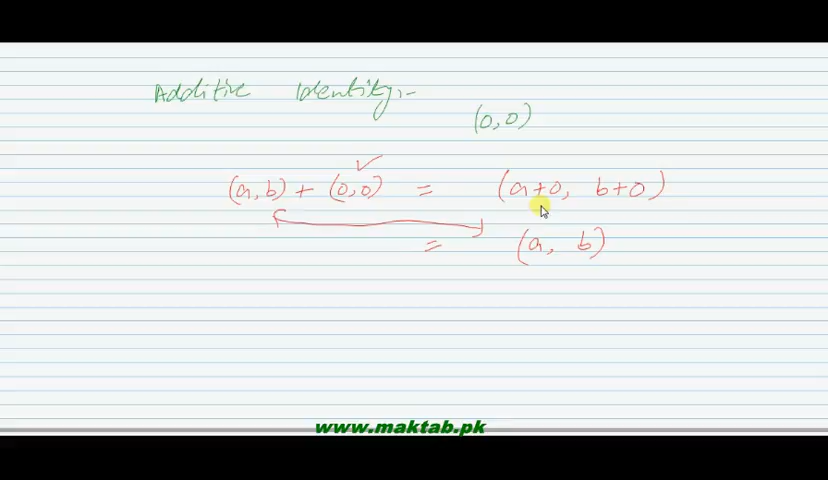 Additive Identity:-
(0,0)
(a,b) + (0,0) = (a+0, b+0)
= (a, b)
www.maktab.pk